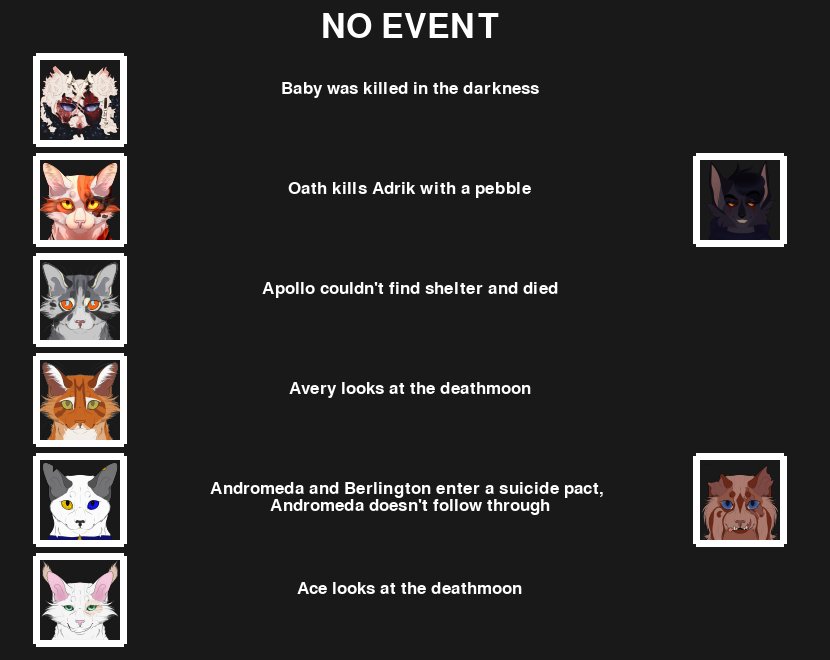 NO EVENT
Baby was killed in the darkness
Oath kills Adrik with a pebble
Apollo couldn't find shelter and died
Avery looks at the deathmoon
Andromeda and Berlington enter a suicide pact,
Andromeda doesn't follow through
Ace looks at the deathmoon